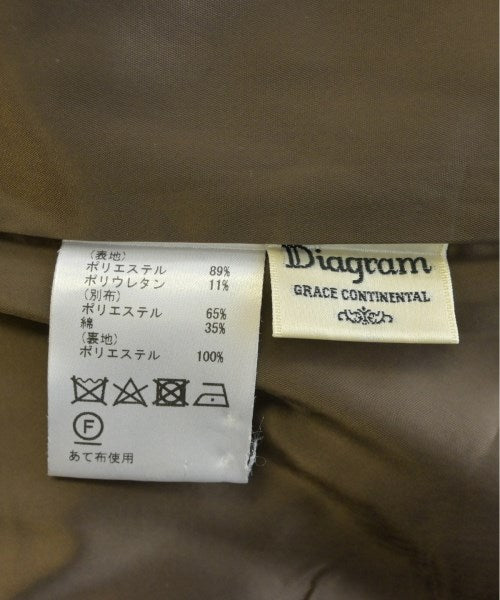 (表地)
ポリエステル 89%
ポリウレタン 11%
(別布)
ポリエステル 65%
綿 35%
(裏地)
ポリエステル 100%
F
あて布使用
Diagram
GRACE CONTINENTAL